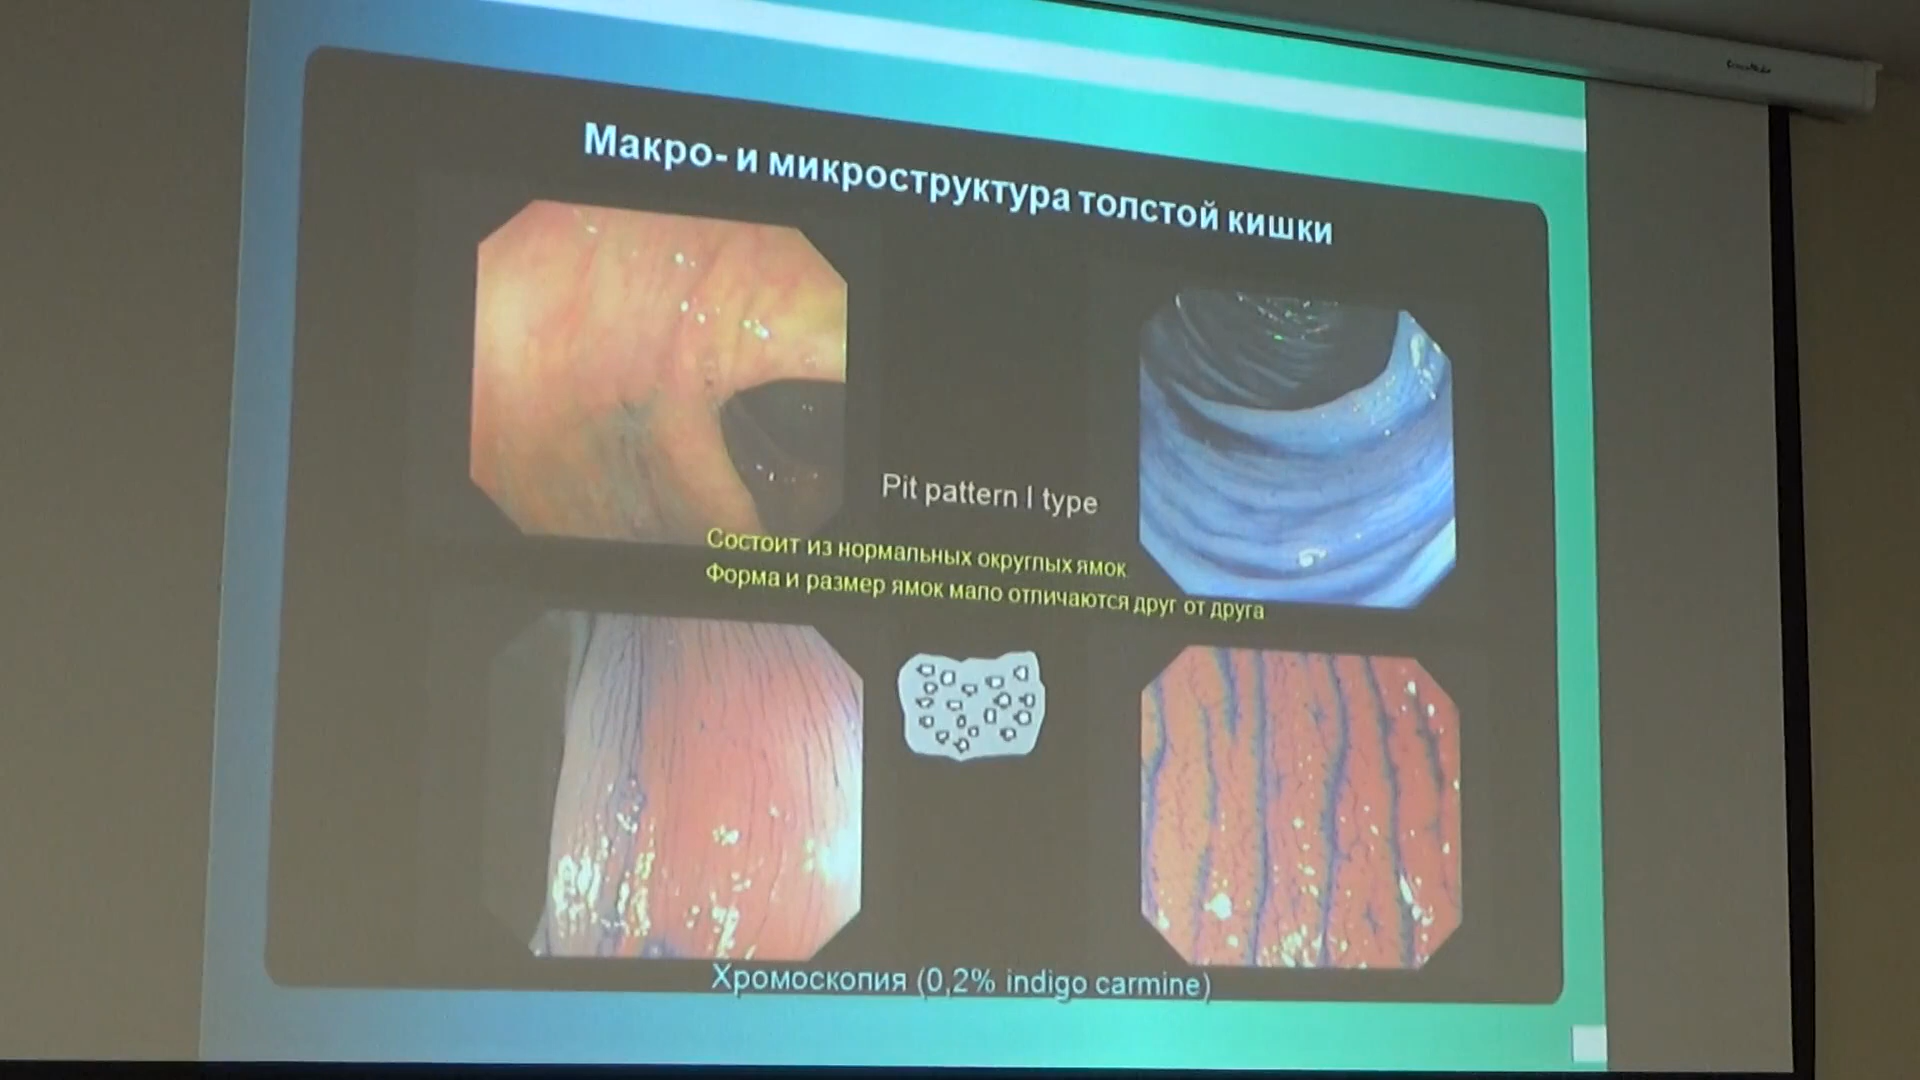 Макро- и микроструктура толстой кишки
Pit pattern I type
Состоит из нормальных округлых ямок
Форма и размер ямок мало отличаются друг от друга
Хромоскопия (0,2% indigo carmine)